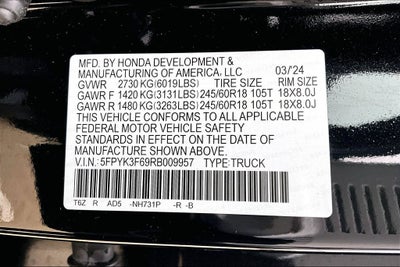 MFD. BY HONDA DEVELOPMENT &
MANUFACTURING OF AMERICA, LLC 03/'24
GVWR 2730 KG(6019LBS) TIRE SIZE RIM SIZE
GAWR F 1420 KG(3131LBS)245/60R18 105T 18X8.0J
GAWR R 1480 KG(3263LBS)245/60R18 105T 18X8.0J
THIS VEHICLE CONFORMS TO ALL APPLICABLE
FEDERAL MOTOR VEHICLE SAFETY
STANDARDS IN EFFECT ON THE DATE OF
MANUFACTURE SHOWN ABOVE.
V.I.N: 5FPYK3F69RB009957 TYPE:TRUCK
T6Z R AD5 -NH731P -R -B